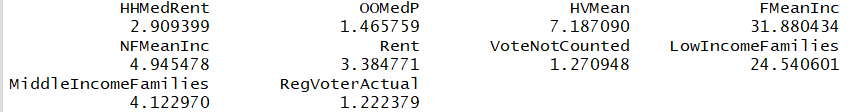 HHMedRent OOMedP HVMean FMeanInc
2.909399 1.465759 7.187090 31.880434
NFMeanInc Rent VoteNotCounted LowIncomeFamilies
4.945478 3.384771 1.270948 24.540601
MiddleIncomeFamilies RegVoterActual
4.122970 1.222379